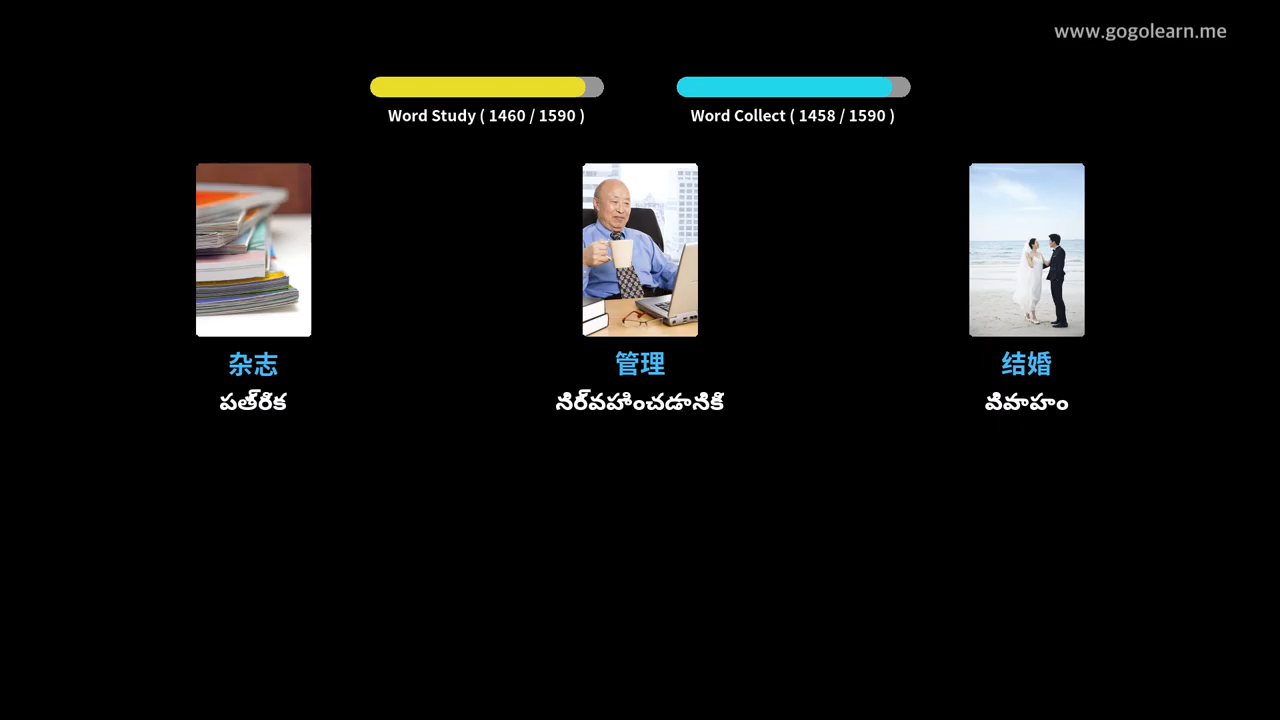 www.gogolearn.me
Word Study ( 1460 / 1590 )
Word Collect ( 1458 / 1590 )
杂志
管理
结婚
పత్‌రిక
నిర్‌వహించడానికి
వివాహం